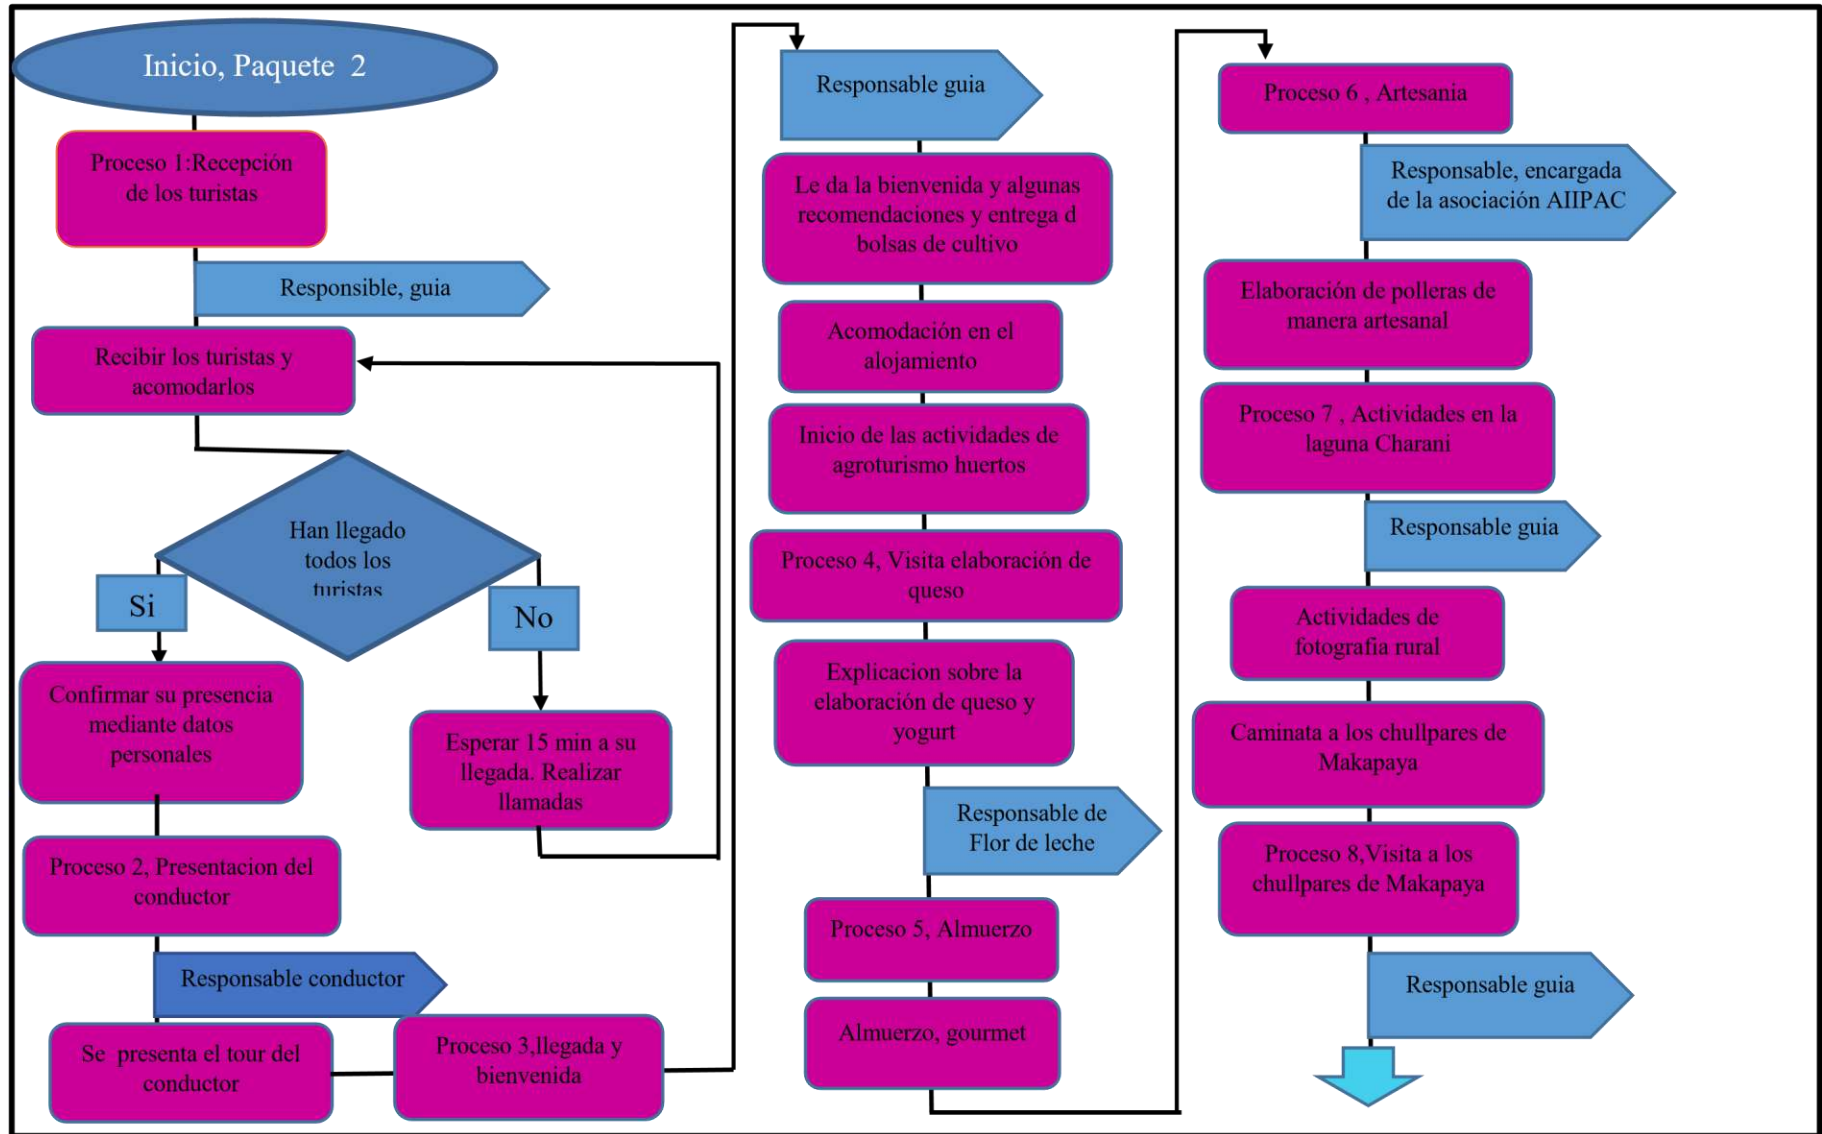 Inicio, Paquete 2
Proceso 1:Recepción
de los turistas
Responsible, guia
Recibir los turistas y
acomodarlos
Han llegado
todos los
turistas
Si
No
Confirmar su presencia
mediante datos
personales
Esperar 15 min a su
llegada. Realizar
llamadas
Proceso 2, Presentacion del
conductor
Responsable conductor
Se presenta el tour del
conductor
Proceso 3,llegada y
bienvenida
Responsable guia
Le da la bienvenida y algunas
recomendaciones y entrega d
bolsas de cultivo
Acomodación en el
alojamiento
Inicio de las actividades de
agroturismo huertos
Proceso 4, Visita elaboración de
queso
Explicacion sobre la
elaboración de queso y
yogurt
Responsable de
Flor de leche
Proceso 5, Almuerzo
Almuerzo, gourmet
Proceso 6 , Artesania
Responsable, encargada
de la asociación AIIPAC
Elaboración de polleras de
manera artesanal
Proceso 7 , Actividades en la
laguna Charani
Responsable guia
Actividades de
fotografia rural
Caminata a los chullpares de
Makapaya
Proceso 8,Visita a los
chullpares de Makapaya
Responsable guia